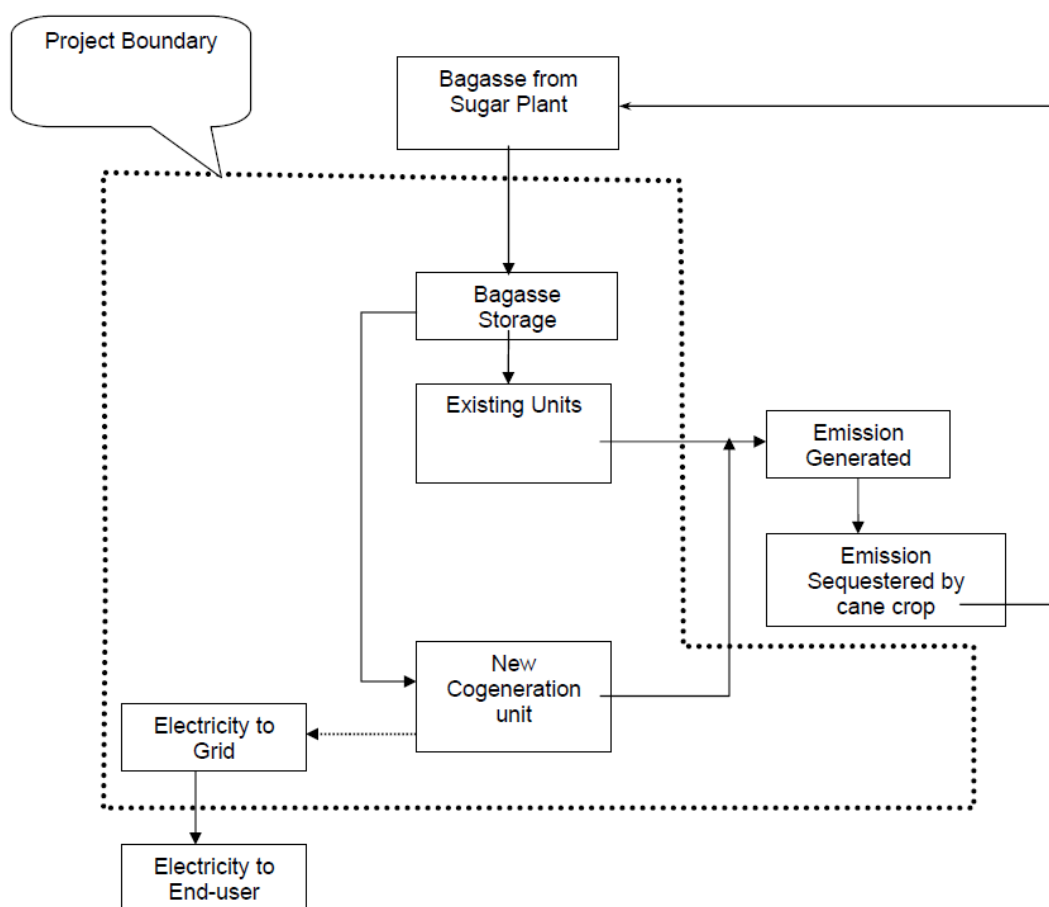 Project Boundary
Bagasse from
Sugar Plant
Bagasse
Storage
Existing Units
Emission
Generated
Emission
Sequestered by
cane crop
New
Cogeneration
unit
Electricity to
Grid
Electricity to
End-user